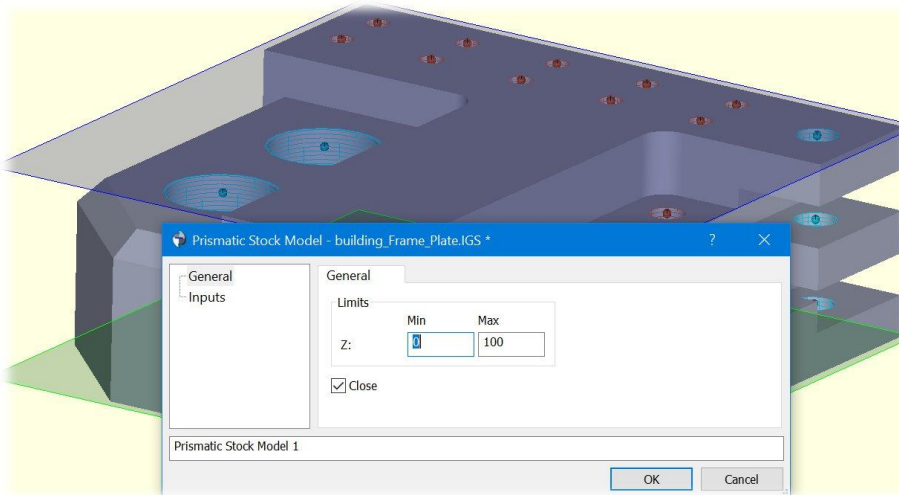 Prismatic Stock Model - building_Frame_Plate.IGS *
General
Inputs
General
Limits
Min Max
Z: 0 100
Close
Prismatic Stock Model 1
OK Cancel